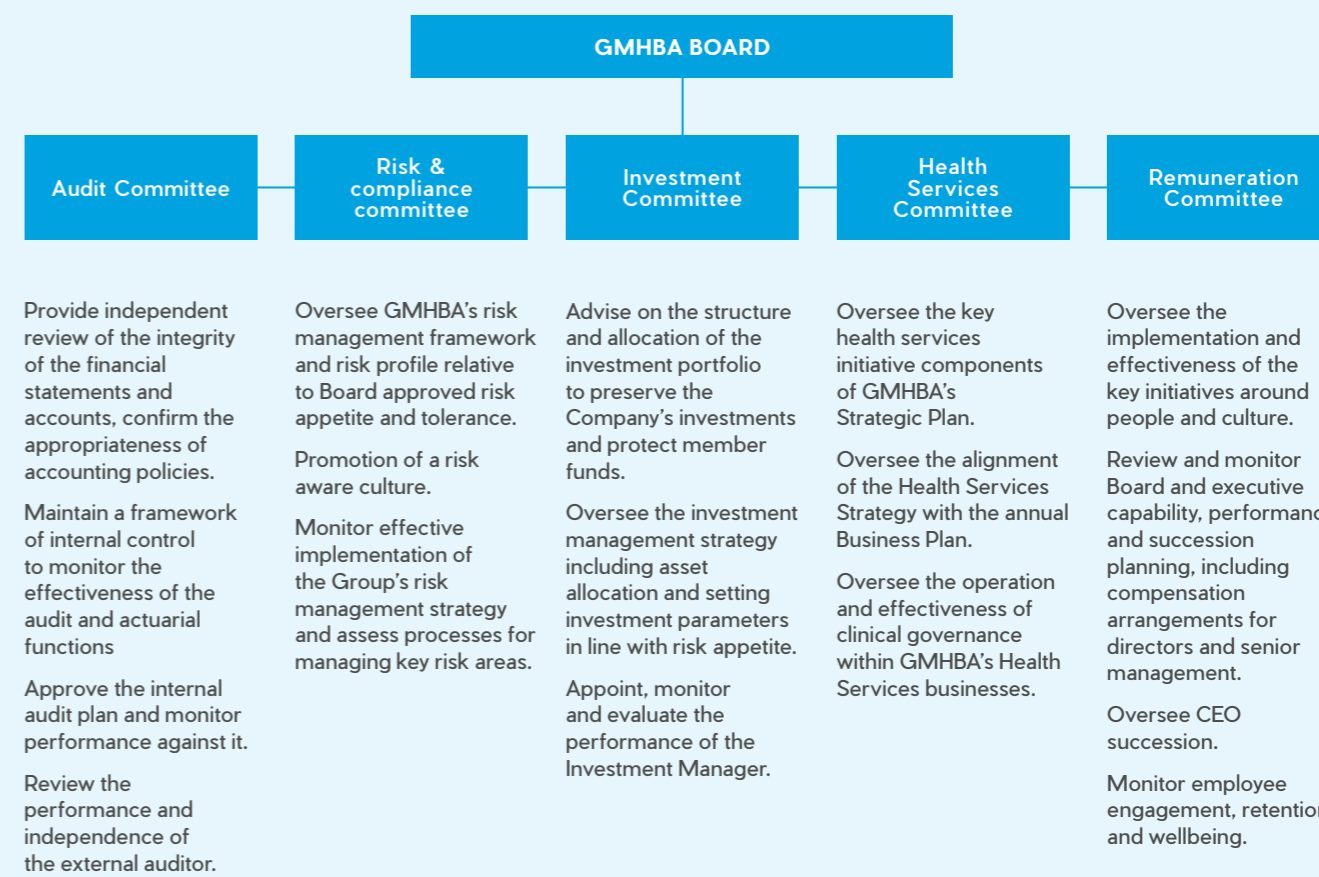 GMHBA BOARD
Audit Committee
Risk &
compliance
committee
Investment
Committee
Health
Services
Committee
Remuneration
Committee
Provide independent
review of the integrity
of the financial
statements and
accounts, confirm the
appropriateness of
accounting policies.
Maintain a framework
of internal control
to monitor the
effectiveness of the
audit and actuarial
functions
Approve the internal
audit plan and monitor
performance against it.
Review the
performance and
independence of
the external auditor.
Oversee GMHBA's risk
management framework
and risk profile relative
to Board approved risk
appetite and tolerance.
Promotion of a risk
aware culture.
Monitor effective
implementation of
the Group's risk
management strategy
and assess processes for
managing key risk areas.
Advise on the structure
and allocation of the
investment portfolio
to preserve the
Company's investments
and protect member
funds.
Oversee the investment
management strategy
including asset
allocation and setting
investment parameters
in line with risk appetite.
Appoint, monitor
and evaluate the
performance of the
Investment Manager.
Oversee the key
health services
initiative components
of GMHBA's
Strategic Plan.
Oversee the alignment
of the Health Services
Strategy with the annual
Business Plan.
Oversee the operation
and effectiveness of
clinical governance
within GMHBA's Health
Services businesses.
Oversee the
implementation and
effectiveness of the
key initiatives around
people and culture.
Review and monitor
Board and executive
capability,
and succession
planning, including
compensation
arrangements for
directors and senior
management.
Oversee CEO
succession.
Monitor employee
engagement,
and wellbeing.